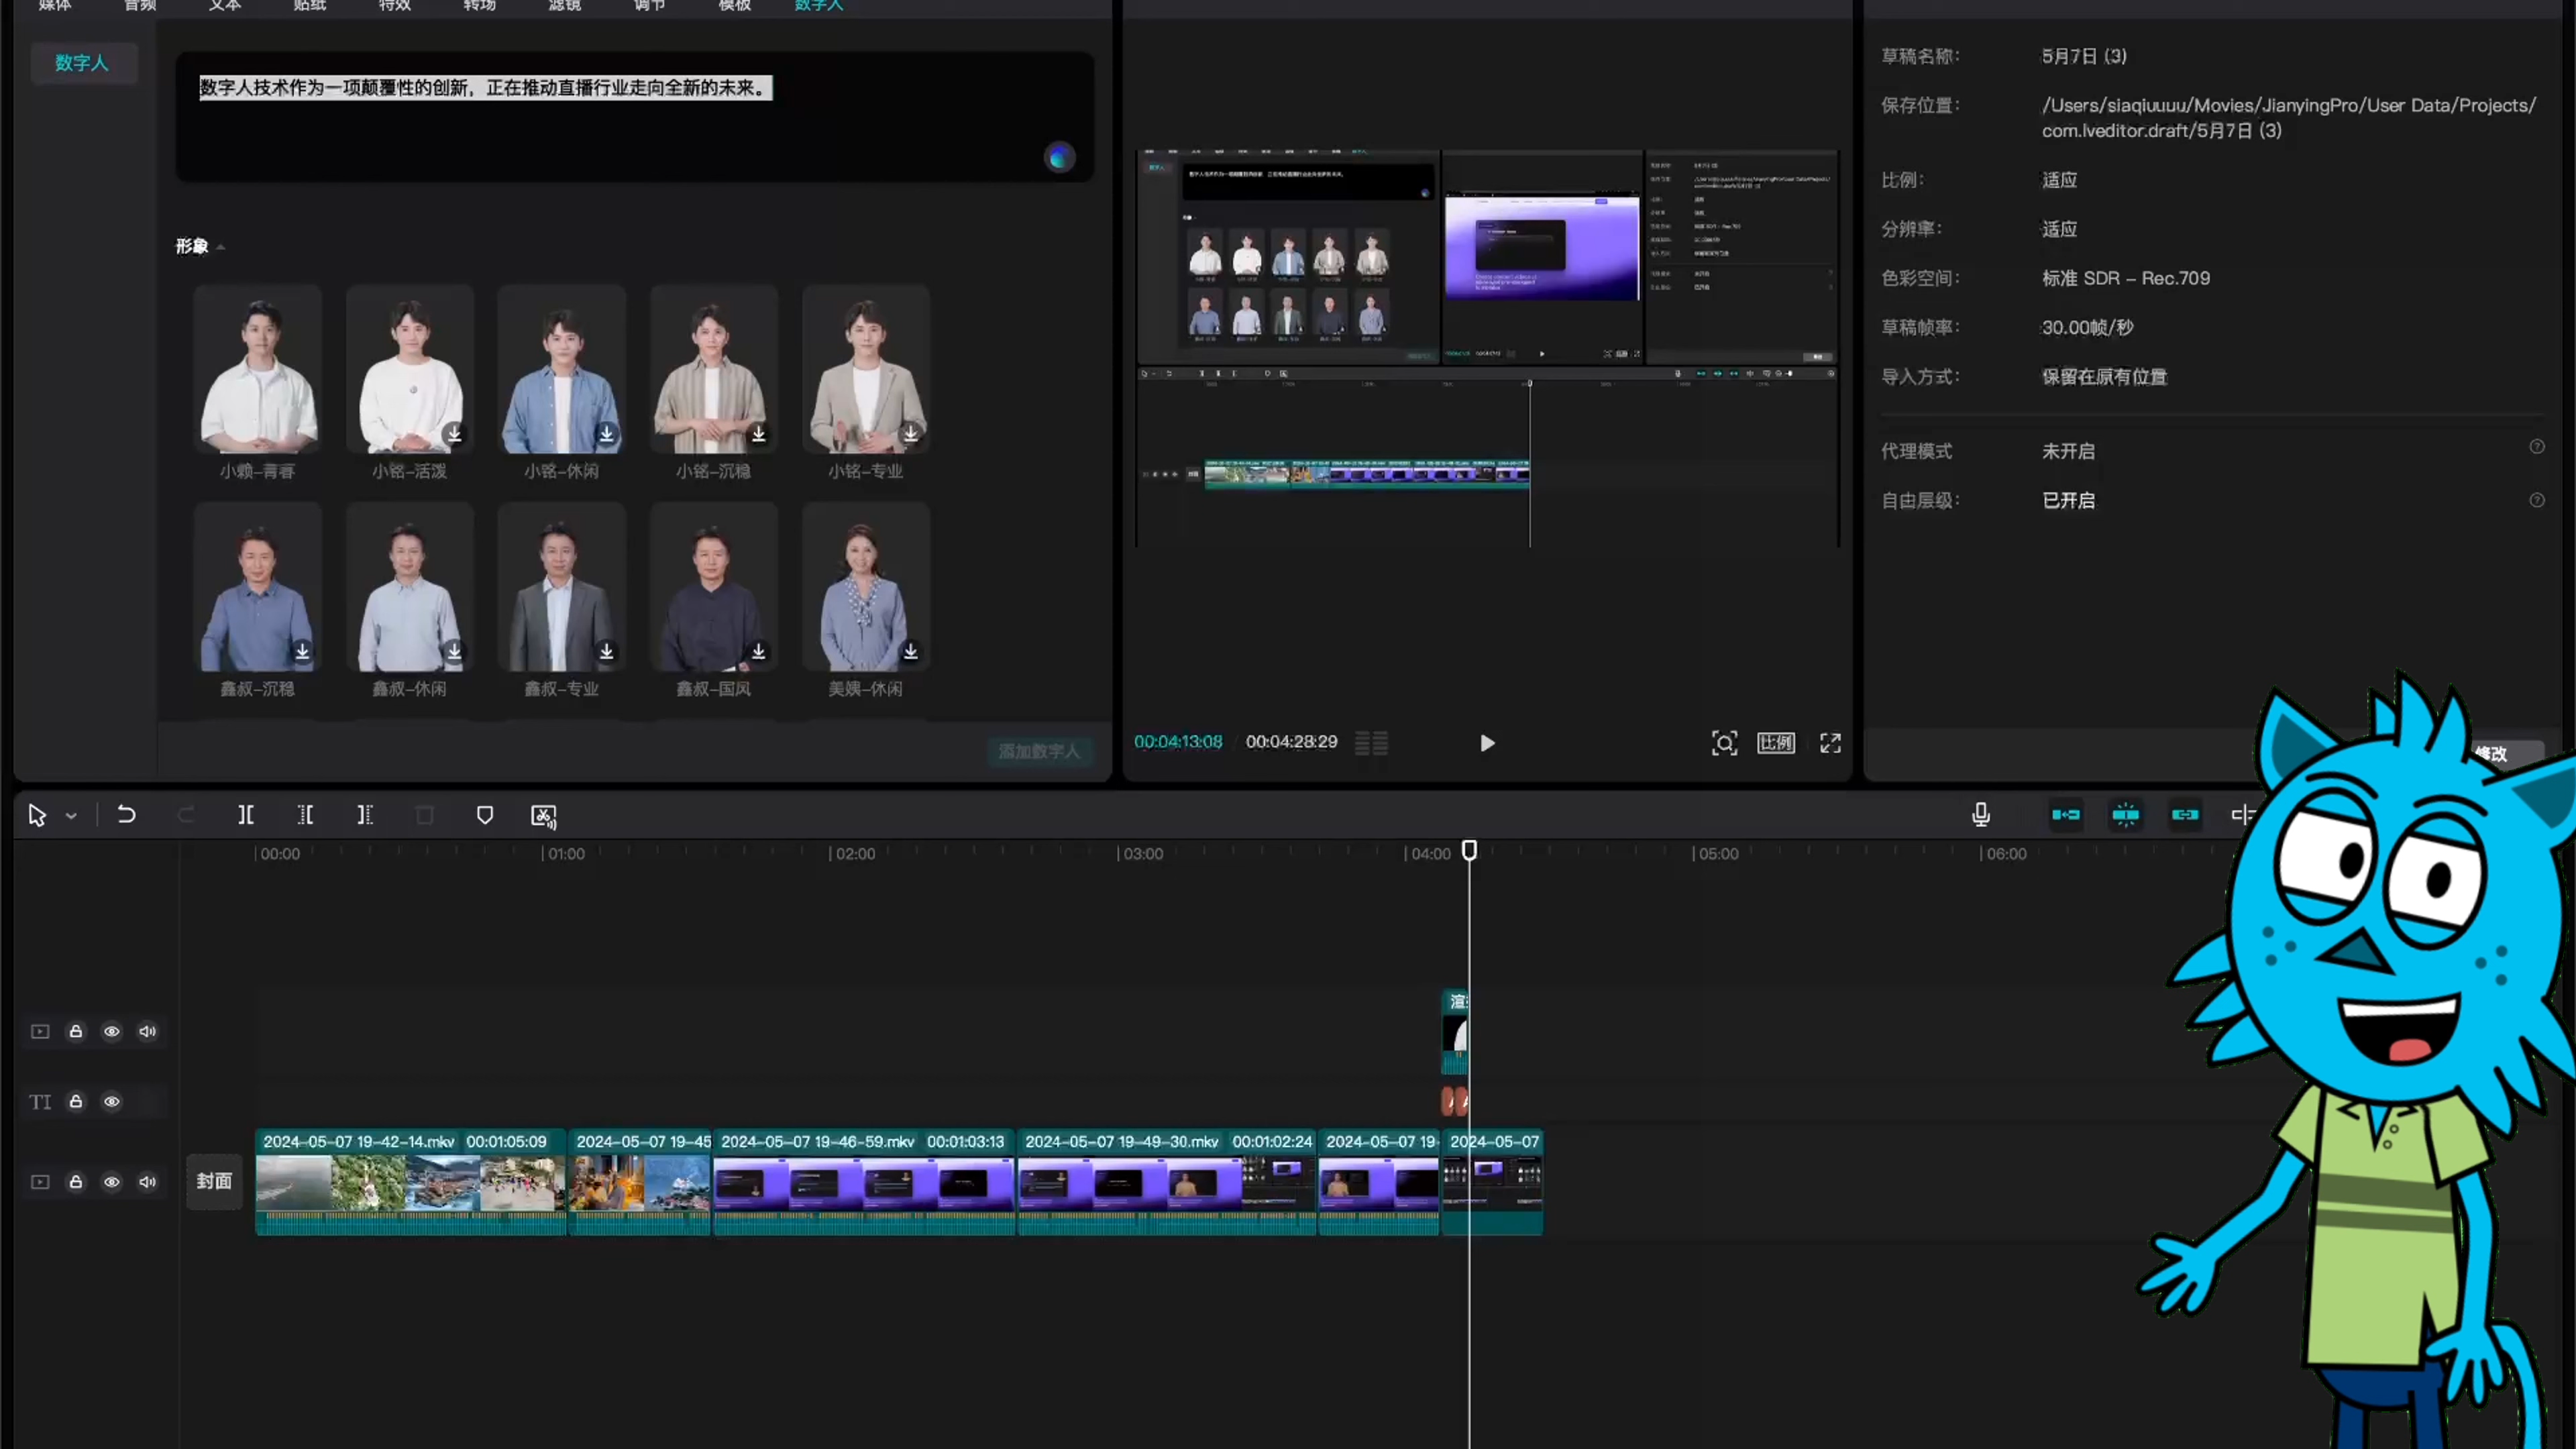 媒体 音频 文本 贴纸 特效 转场 滤镜 调节 模板 数字人
数字人
数字人技术作为一项颠覆性的创新，正在推动直播行业走向全新的未来。
形象
小赖-青春 小铭-活泼 小铭-休闲 小铭-沉稳 小铭-专业
鑫叔-沉稳 鑫叔-休闲 鑫叔-专业 鑫叔-国风 美姨-休闲
添加数字人
00:04:13:08 00:04:28:29
比例
草稿名称： 5月7日 (3)
保存位置： /Users/siaqiuuuu/Movies/JianyingPro/User Data/Projects/
com.lveditor.draft/5月7日 (3)
比例： 适应
分辨率： 适应
色彩空间： 标准 SDR – Rec.709
草稿帧率： 30.00帧/秒
导入方式： 保留在原有位置
代理模式 未开启
自由层级： 已开启
修改
00:00 01:00 02:00 03:00 04:00 05:00 06:00
TI
封面
2024-05-07 19-42-14.mkv 00:01:05:09 2024-05-07 19-45 2024-05-07 19-46-59.mkv 00:01:03:13 2024-05-07 19-49-30.mkv 00:01:02:24 2024-05-07 19- 2024-05-07